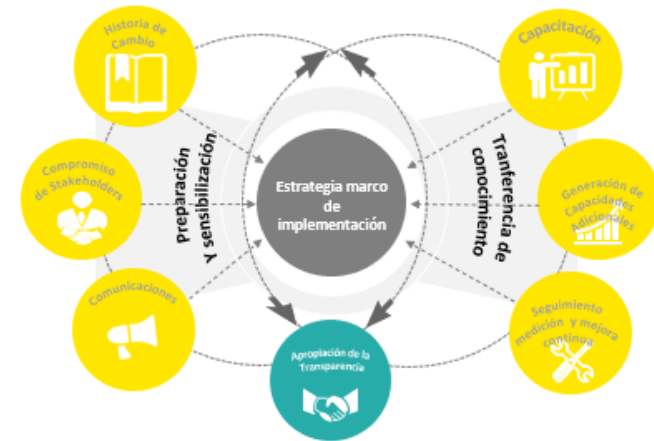 Historia de
Cambio
Compromiso
de Stakeholders
Comunicaciones
Preparación
Y sensibilización
Estrategia marco
de
implementación
Tranferencia de
conocimiento
Capacitación
Generación de
Capacidades
Adicionales
Seguimiento
medición y mejora
continua
Apropiación de la
Transparencia